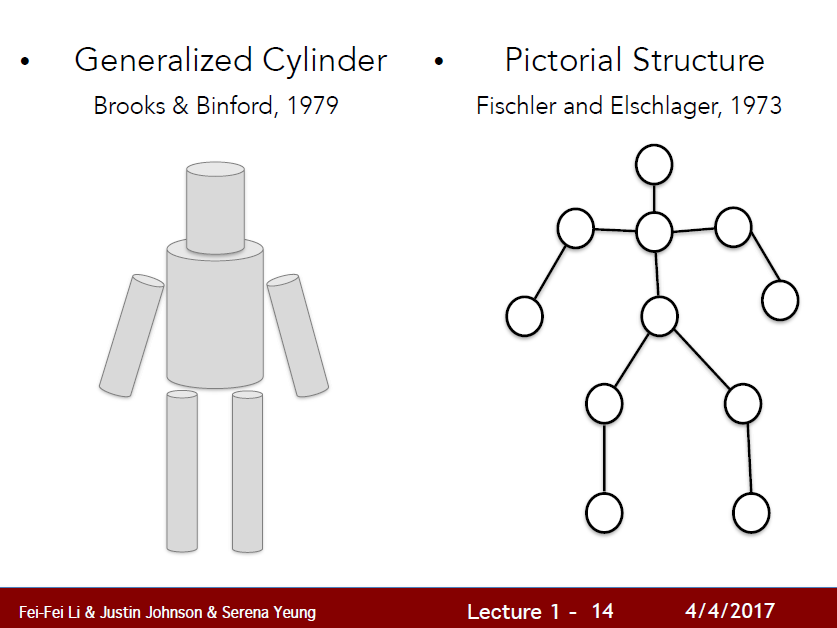 • Generalized Cylinder
Brooks & Binford, 1979
• Pictorial Structure
Fischler and Elschlager, 1973
Fei-Fei Li & Justin Johnson & Serena Yeung
Lecture 1 - 14
4/4/2017